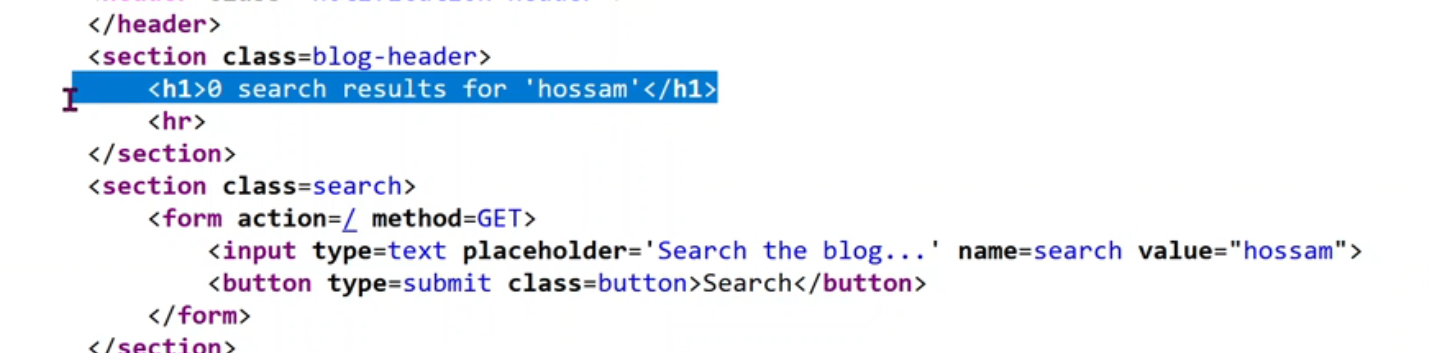 </header>
<section class=blog-header>
<h1>0 search results for 'hossam'</h1>
<hr>
</section>
<section class=search>
<form action=/ method=GET>
<input type=text placeholder='Search the blog...' name=search value="hossam">
<button type=submit class=button>Search</button>
</form>
</section>